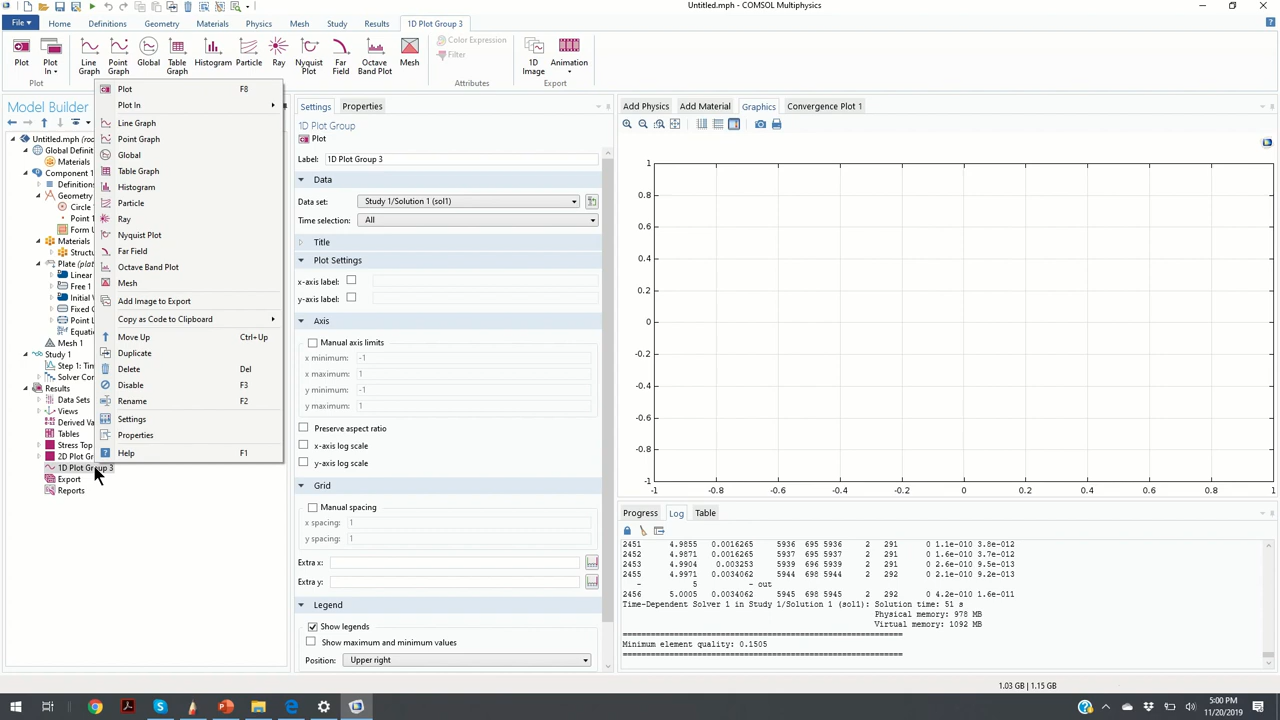 Untitled.mph - COMSOL Multiphysics
File
Home
Definitions
Geometry
Materials
Physics
Mesh
Study
Results
1D Plot Group 3
Plot
Plot In
Line Graph
Point Graph
Global
Table Graph
Histogram
Particle
Ray
Nyquist Plot
Far Field
Octave Band Plot
Mesh
Color Expression
Filter
1D Image
Animation
Plot
Attributes
Export
Model Builder
Untitled.mph
Global Defin
Materials
Component 1
Definitions
Geometry
Circle
Point 1
Form U
Materials
Structu
Plate (plat
Linear
Free 1
Initial V
Fixed C
Point L
Equatio
Mesh 1
Study 1
Step 1: Tim
Solver Con
Results
Data Sets
Views
Derived Va
Tables
Stress Top
2D Plot Gr
1D Plot Group 3
Export
Reports
Plot F8
Plot In
Line Graph
Point Graph
Global
Table Graph
Histogram
Particle
Ray
Nyquist Plot
Far Field
Octave Band Plot
Mesh
Add Image to Export
Copy as Code to Clipboard
Move Up Ctrl+Up
Duplicate
Delete Del
Disable F3
Rename F2
Settings
Properties
Help F1
Settings Properties
1D Plot Group
Plot
Label: 1D Plot Group 3
Data
Data set: Study 1/Solution 1 (sol1)
Time selection: All
Title
Plot Settings
x-axis label:
y-axis label:
Axis
Manual axis limits
x minimum: -1
x maximum: 1
y minimum: -1
y maximum: 1
Preserve aspect ratio
x-axis log scale
y-axis log scale
Grid
Manual spacing
x spacing: 1
y spacing: 1
Extra x:
Extra y:
Legend
Show legends
Show maximum and minimum values
Position: Upper right
Add Physics Add Material Graphics Convergence Plot 1
1
0.8
0.6
0.4
0.2
0
-0.2
-0.4
-0.6
-0.8
-1
-1 -0.8 -0.6 -0.4 -0.2 0 0.2 0.4 0.6 0.8 1
Progress Log Table
2451 4.9855 0.0016265 5936 695 5936 2 291 0 1.1e-010 3.8e-012
2452 4.9871 0.0016265 5937 695 5937 2 291 0 1.6e-010 3.7e-012
2453 4.9904 0.003253 5939 696 5939 2 291 0 2.6e-010 9.5e-013
2455 4.9971 0.0034062 5944 698 5944 2 292 0 2.1e-010 9.2e-013
- 5 - out
2456 5.0005 0.0034062 5945 698 5945 2 292 0 4.2e-010 1.6e-011
Time-Dependent Solver 1 in Study 1/Solution 1 (sol1): Solution time: 51 s
Physical memory: 978 MB
Virtual memory: 1092 MB
Minimum element quality: 0.1505
1.03 GB | 1.15 GB
5:00 PM
11/20/2019